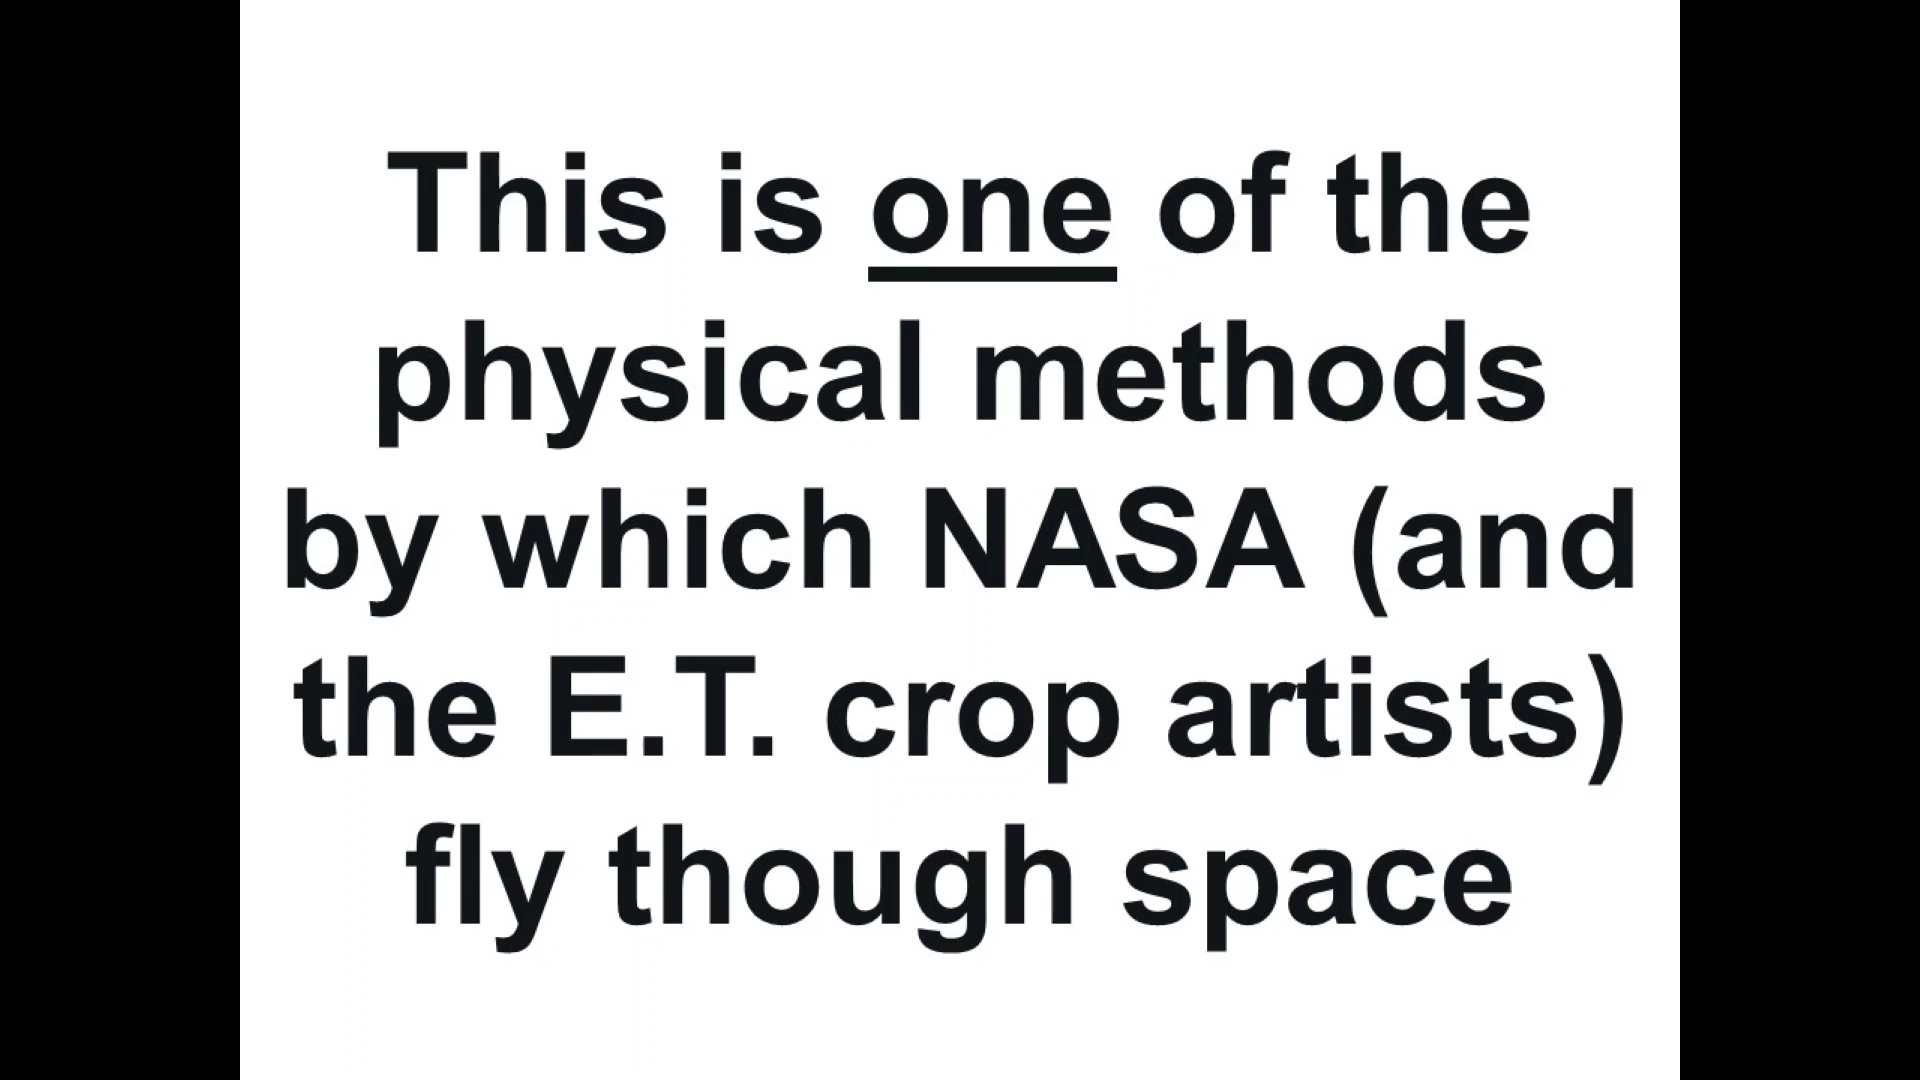 This is one of the
physical methods
by which NASA (and
the E.T. crop artists)
fly though space